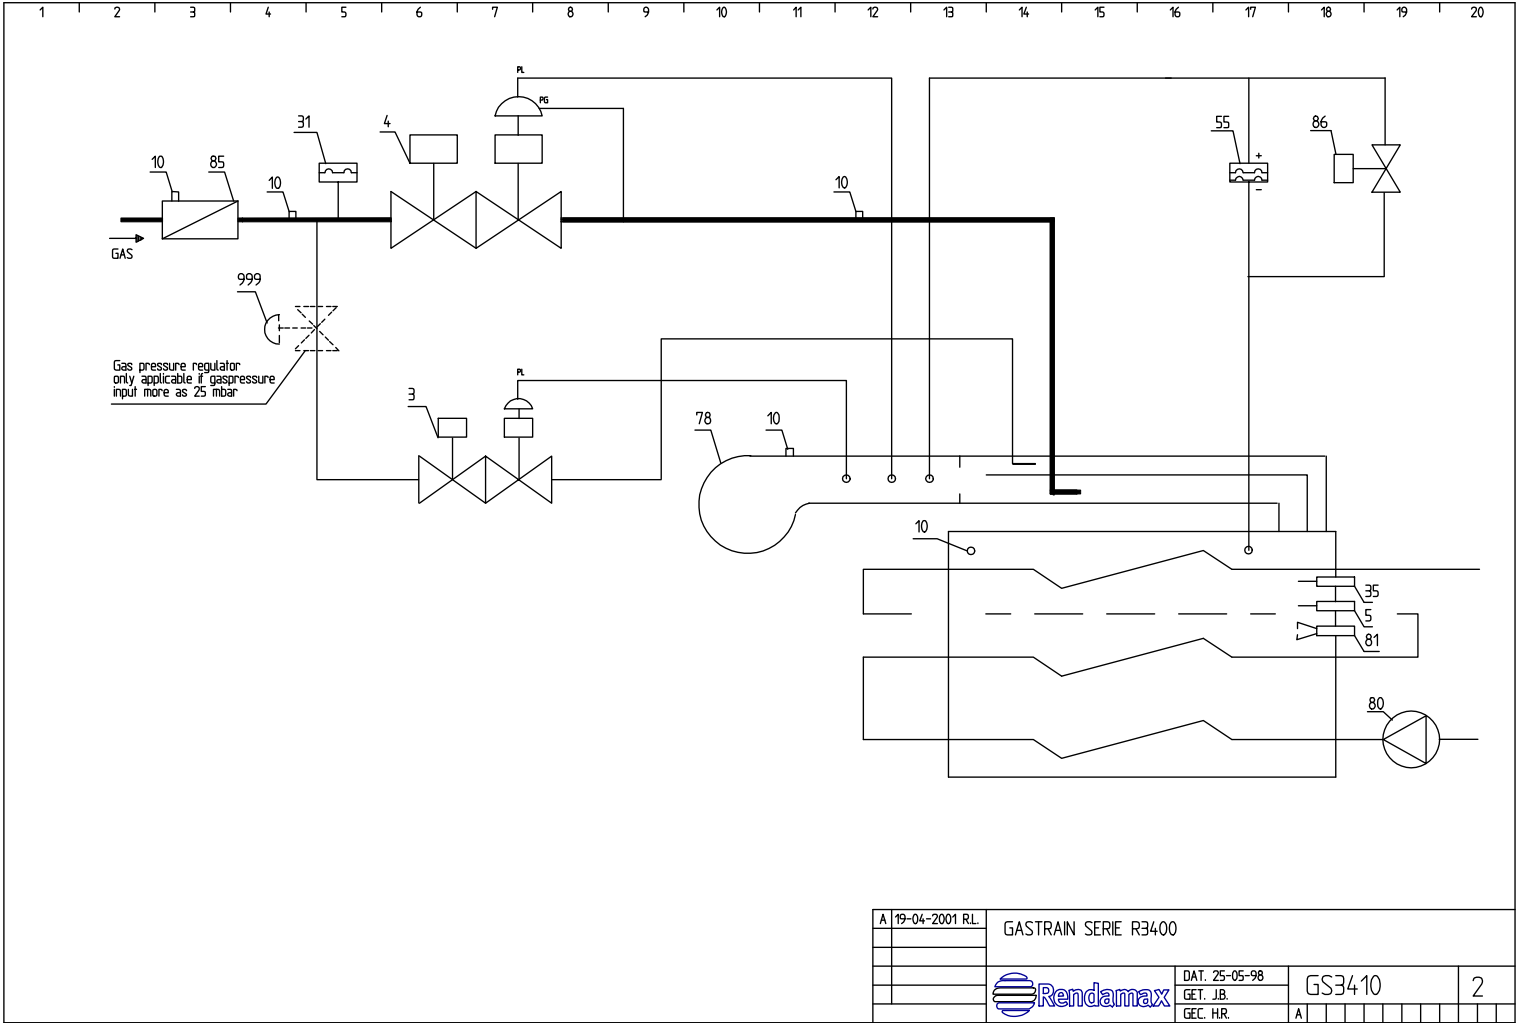 1 2 3 4 5 6 7 8 9 10 11 12 13 14 15 16 17 18 19 20
PL
PG
31
4
55
86
+
−
10
85
10
10
GAS
999
Gas pressure regulator
only applicable if gaspressure
input more as 25 mbar
PL
3
78
10
10
35
5
81
80
A 19-04-2001 R.L.
GASTRAIN SERIE R3400
Rendamax
DAT. 25-05-98
GET. J.B.
GEC. H.R.
GS3410
2
A